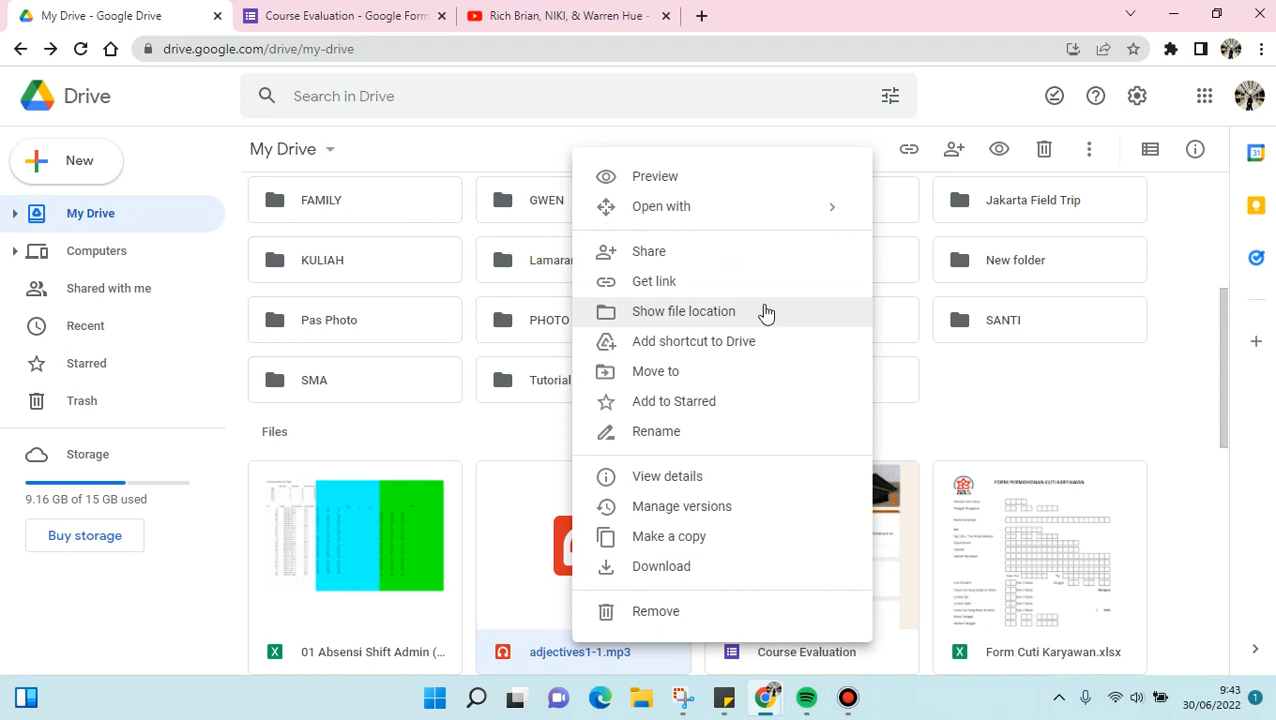 My Drive - Google Drive
Course Evaluation - Google Form
Rich Brian, NIKI, & Warren Hue -
drive.google.com/drive/my-drive
Drive
Search in Drive
New
My Drive
My Drive
Computers
Shared with me
Recent
Starred
Trash
Storage
9.16 GB of 15 GB used
Buy storage
FAMILY
GWEN
Jakarta Field Trip
KULIAH
Lamara
New folder
Pas Photo
PHOTO
SANTI
SMA
Tutorial
Files
Preview
Open with
Share
Get link
Show file location
Add shortcut to Drive
Move to
Add to Starred
Rename
View details
Manage versions
Make a copy
Download
Remove
FORM PERMOHONAN CUTI KARYAWAN
01 Absensi Shift Admin (...
adjectives1-1.mp3
Course Evaluation
Form Cuti Karyawan.xlsx
31
9:43
30/06/2022
1